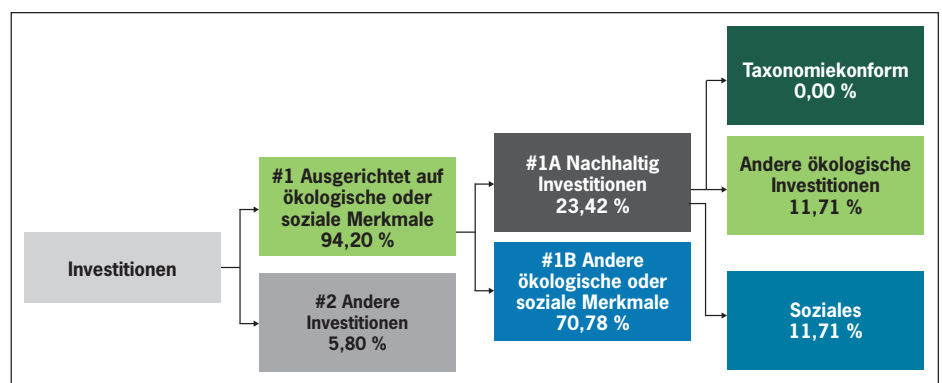 Investitionen
#1 Ausgerichtet auf
ökologische oder
soziale Merkmale
94,20 %
#2 Andere
Investitionen
5,80 %
#1A Nachhaltig
Investitionen
23,42 %
#1B Andere
ökologische oder
soziale Merkmale
70,78 %
Taxonomiekonform
0,00 %
Andere ökologische
Investitionen
11,71 %
Soziales
11,71 %